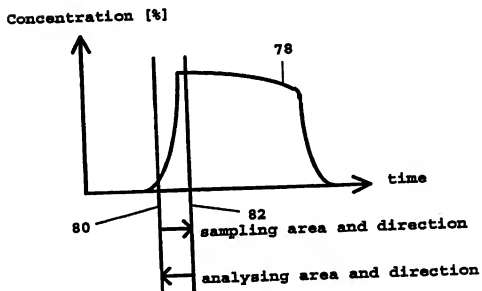 Concentration [%]
78
time
80
82
sampling area and direction
analysing area and direction